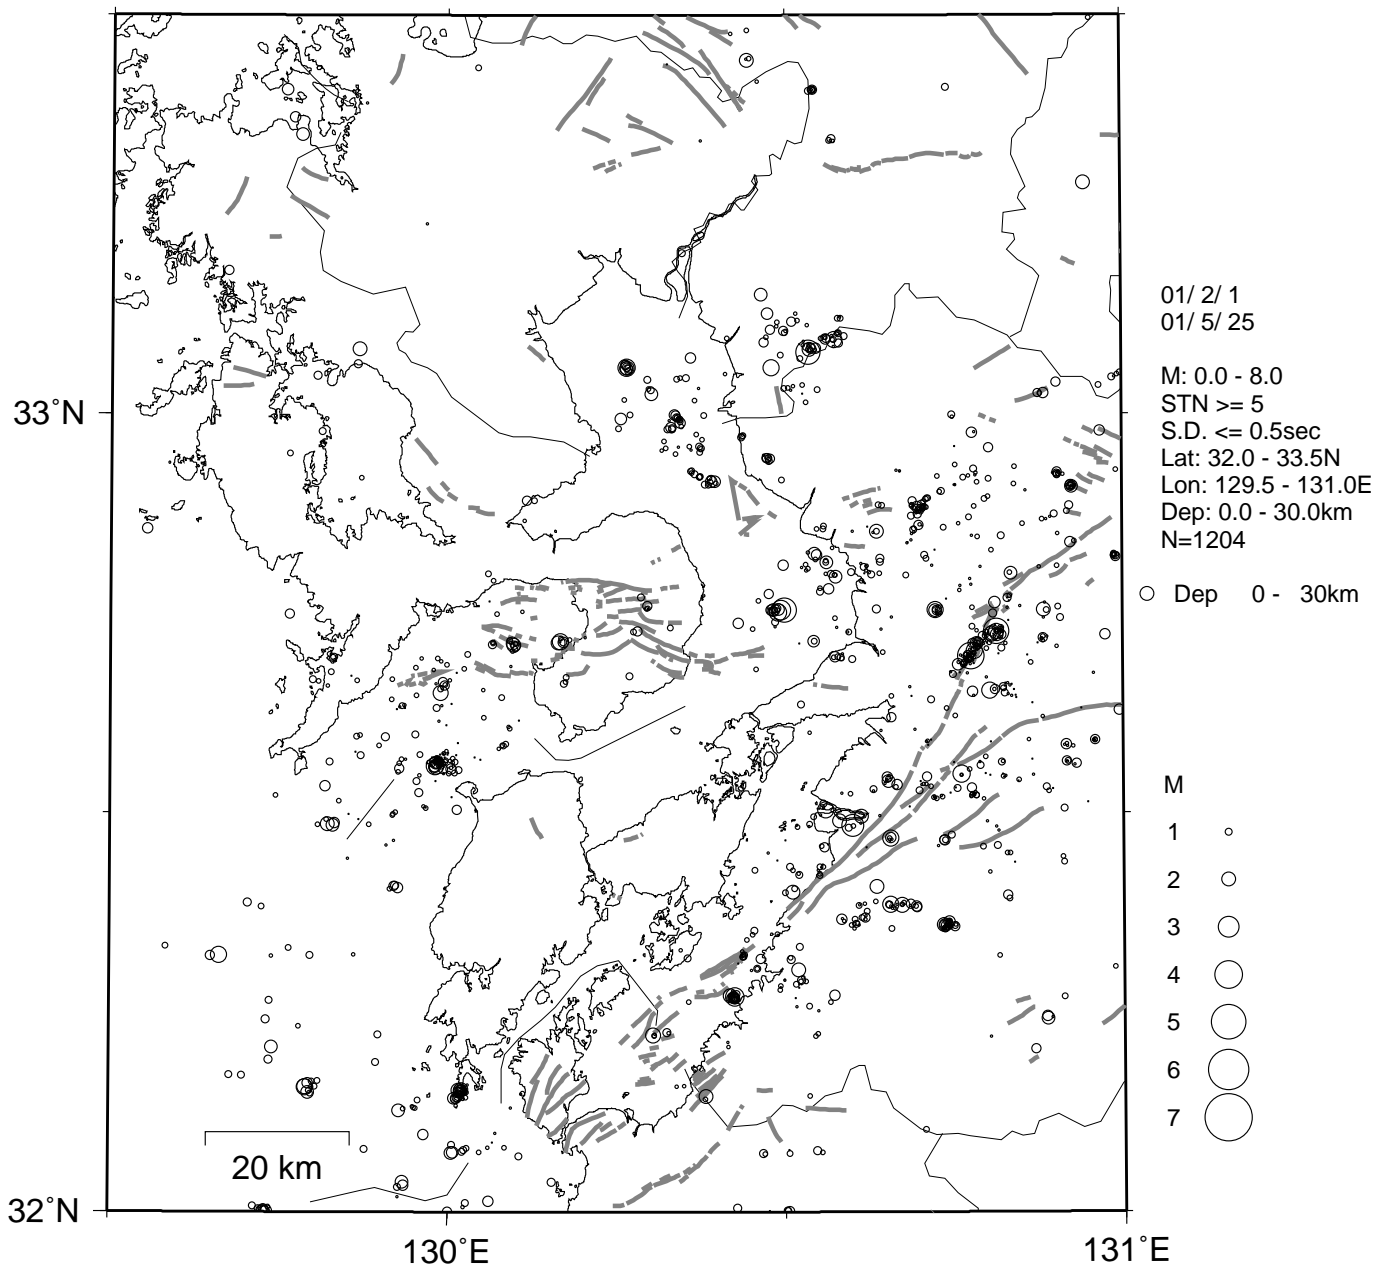 01/ 2/ 1
01/ 5/ 25
M: 0.0 - 8.0
STN >= 5
S.D. <= 0.5sec
Lat: 32.0 - 33.5N
Lon: 129.5 - 131.0E
Dep: 0.0 - 30.0km
N=1204
Dep 0 - 30km
33˚N
M
1
2
3
4
5
6
7
20 km
32˚N
130˚E
131˚E